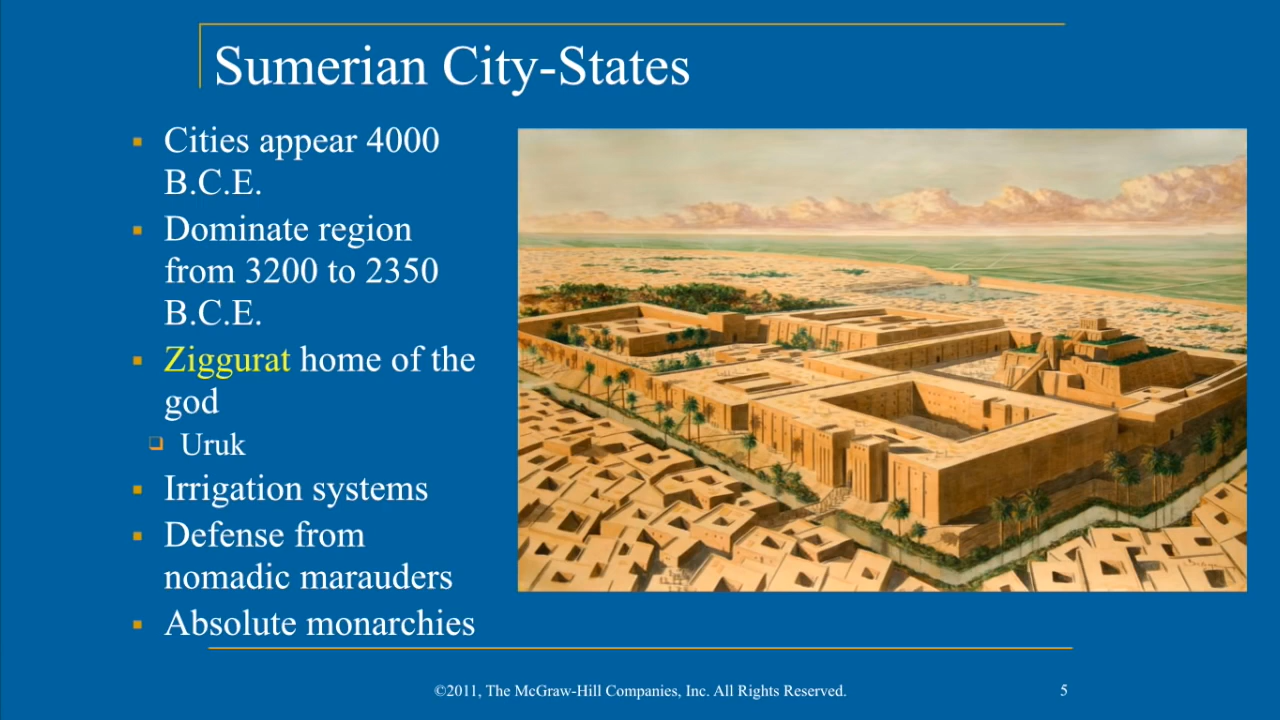 Sumerian City-States
Cities appear 4000
B.C.E.
Dominate region
from 3200 to 2350
B.C.E.
Ziggurat home of the
god
Uruk
Irrigation systems
Defense from
nomadic marauders
Absolute monarchies
©2011, The McGraw-Hill Companies, Inc. All Rights Reserved.
5